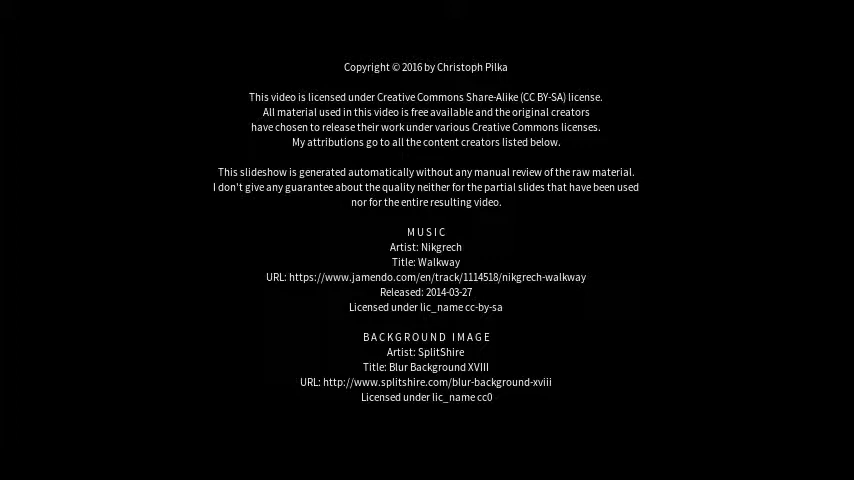 Copyright © 2016 by Christoph Pilka
This video is licensed under Creative Commons Share-Alike (CC BY-SA) license.
All material used in this video is free available and the original creators
have chosen to release their work under various Creative Commons licenses.
My attributions go to all the content creators listed below.
This slideshow is generated automatically without any manual review of the raw material.
I don't give any guarantee about the quality neither for the partial slides that have been used
nor for the entire resulting video.
M U S I C
Artist: Nikgrech
Title: Walkway
URL: https://www.jamendo.com/en/track/1114518/nikgrech-walkway
Released: 2014-03-27
Licensed under lic_name cc-by-sa
B A C K G R O U N D   I M A G E
Artist: SplitShire
Title: Blur Background XVIII
URL: http://www.splitshire.com/blur-background-xviii
Licensed under lic_name cc0